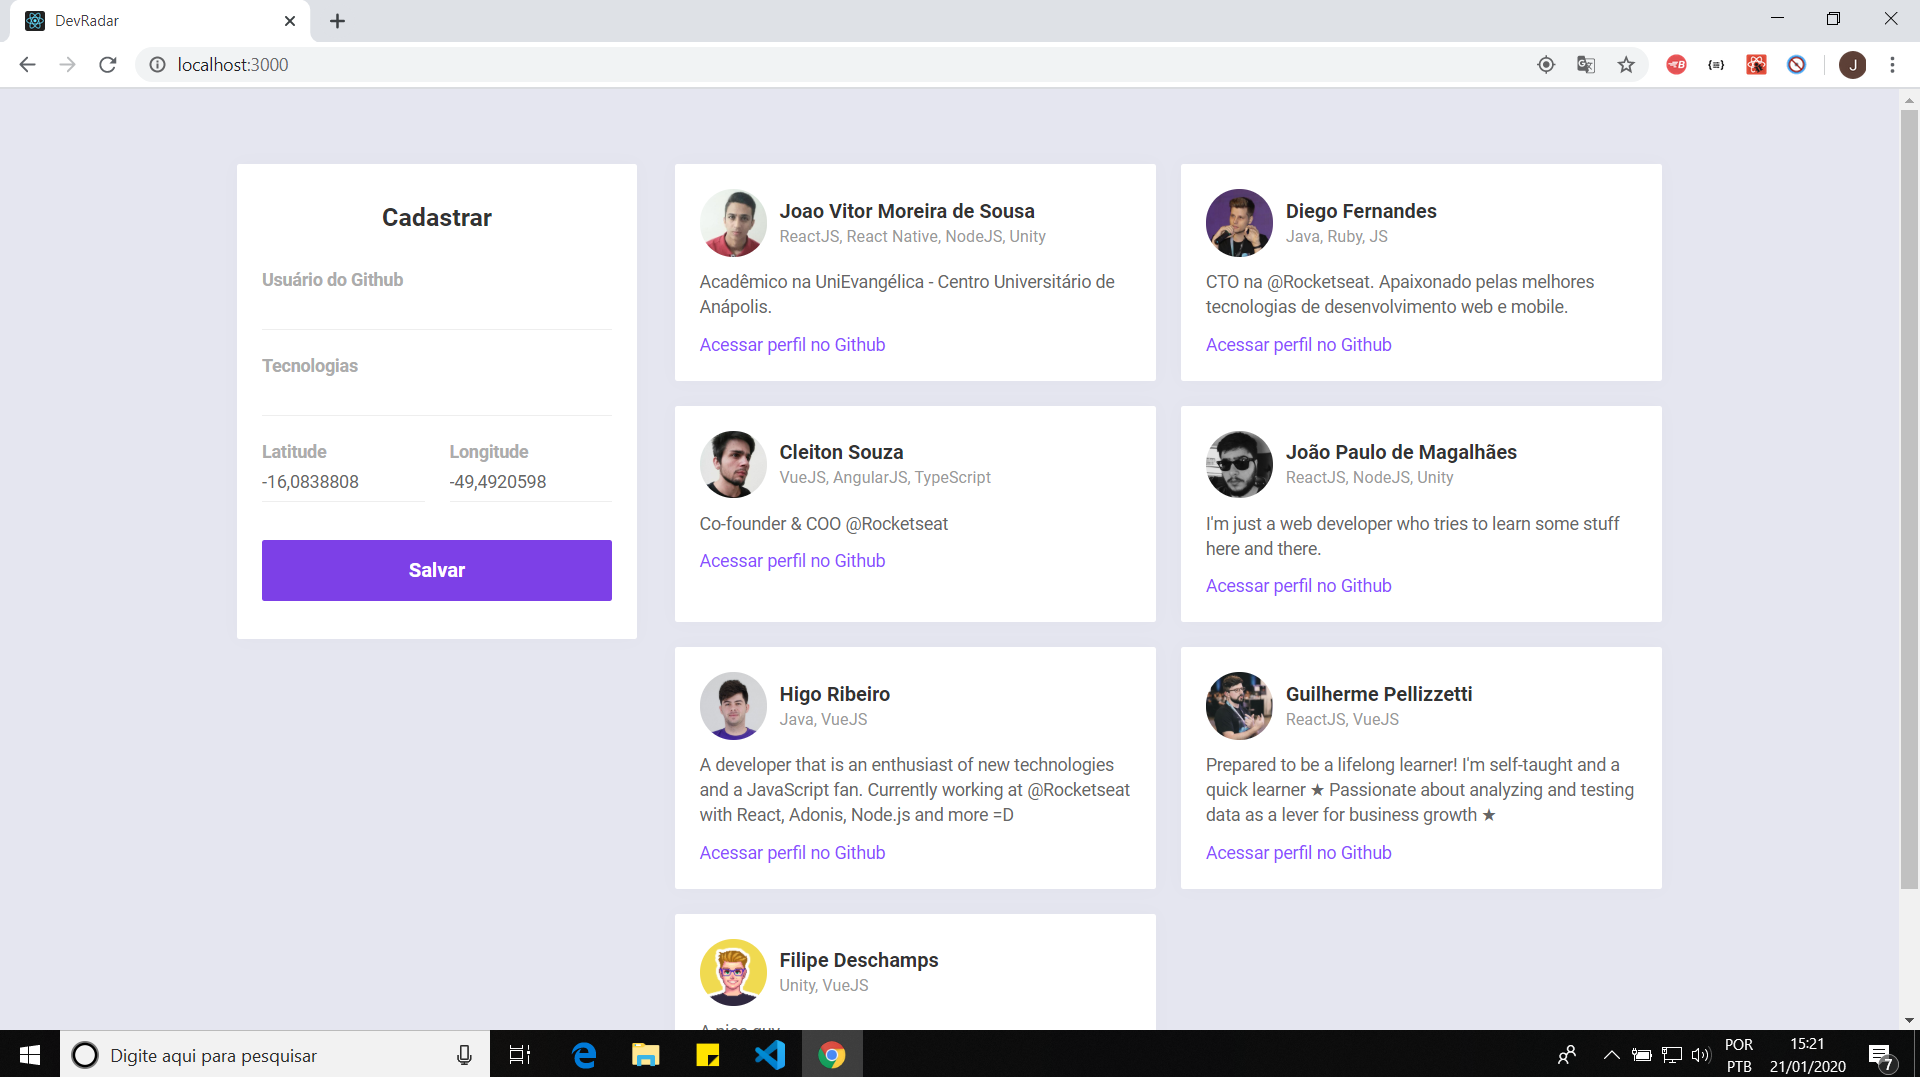 DevRadar
localhost:3000
J
Cadastrar
Usuário do Github
Tecnologias
Latitude
Longitude
-16,0838808
-49,4920598
Salvar
Joao Vitor Moreira de Sousa
ReactJS, React Native, NodeJS, Unity
Acadêmico na UniEvangélica - Centro Universitário de
Anápolis.
Acessar perfil no Github
Diego Fernandes
Java, Ruby, JS
CTO na @Rocketseat. Apaixonado pelas melhores
tecnologias de desenvolvimento web e mobile.
Acessar perfil no Github
Cleiton Souza
VueJS, AngularJS, TypeScript
Co-founder & COO @Rocketseat
Acessar perfil no Github
João Paulo de Magalhães
ReactJS, NodeJS, Unity
I'm just a web developer who tries to learn some stuff
here and there.
Acessar perfil no Github
Higo Ribeiro
Java, VueJS
A developer that is an enthusiast of new technologies
and a JavaScript fan. Currently working at @Rocketseat
with React, Adonis, Node.js and more =D
Acessar perfil no Github
Guilherme Pellizzetti
ReactJS, VueJS
Prepared to be a lifelong learner! I'm self-taught and a
quick learner ★ Passionate about analyzing and testing
data as a lever for business growth ★
Acessar perfil no Github
Filipe Deschamps
Unity, VueJS
A nice guy
Digite aqui para pesquisar
POR
PTB
15:21
21/01/2020
7